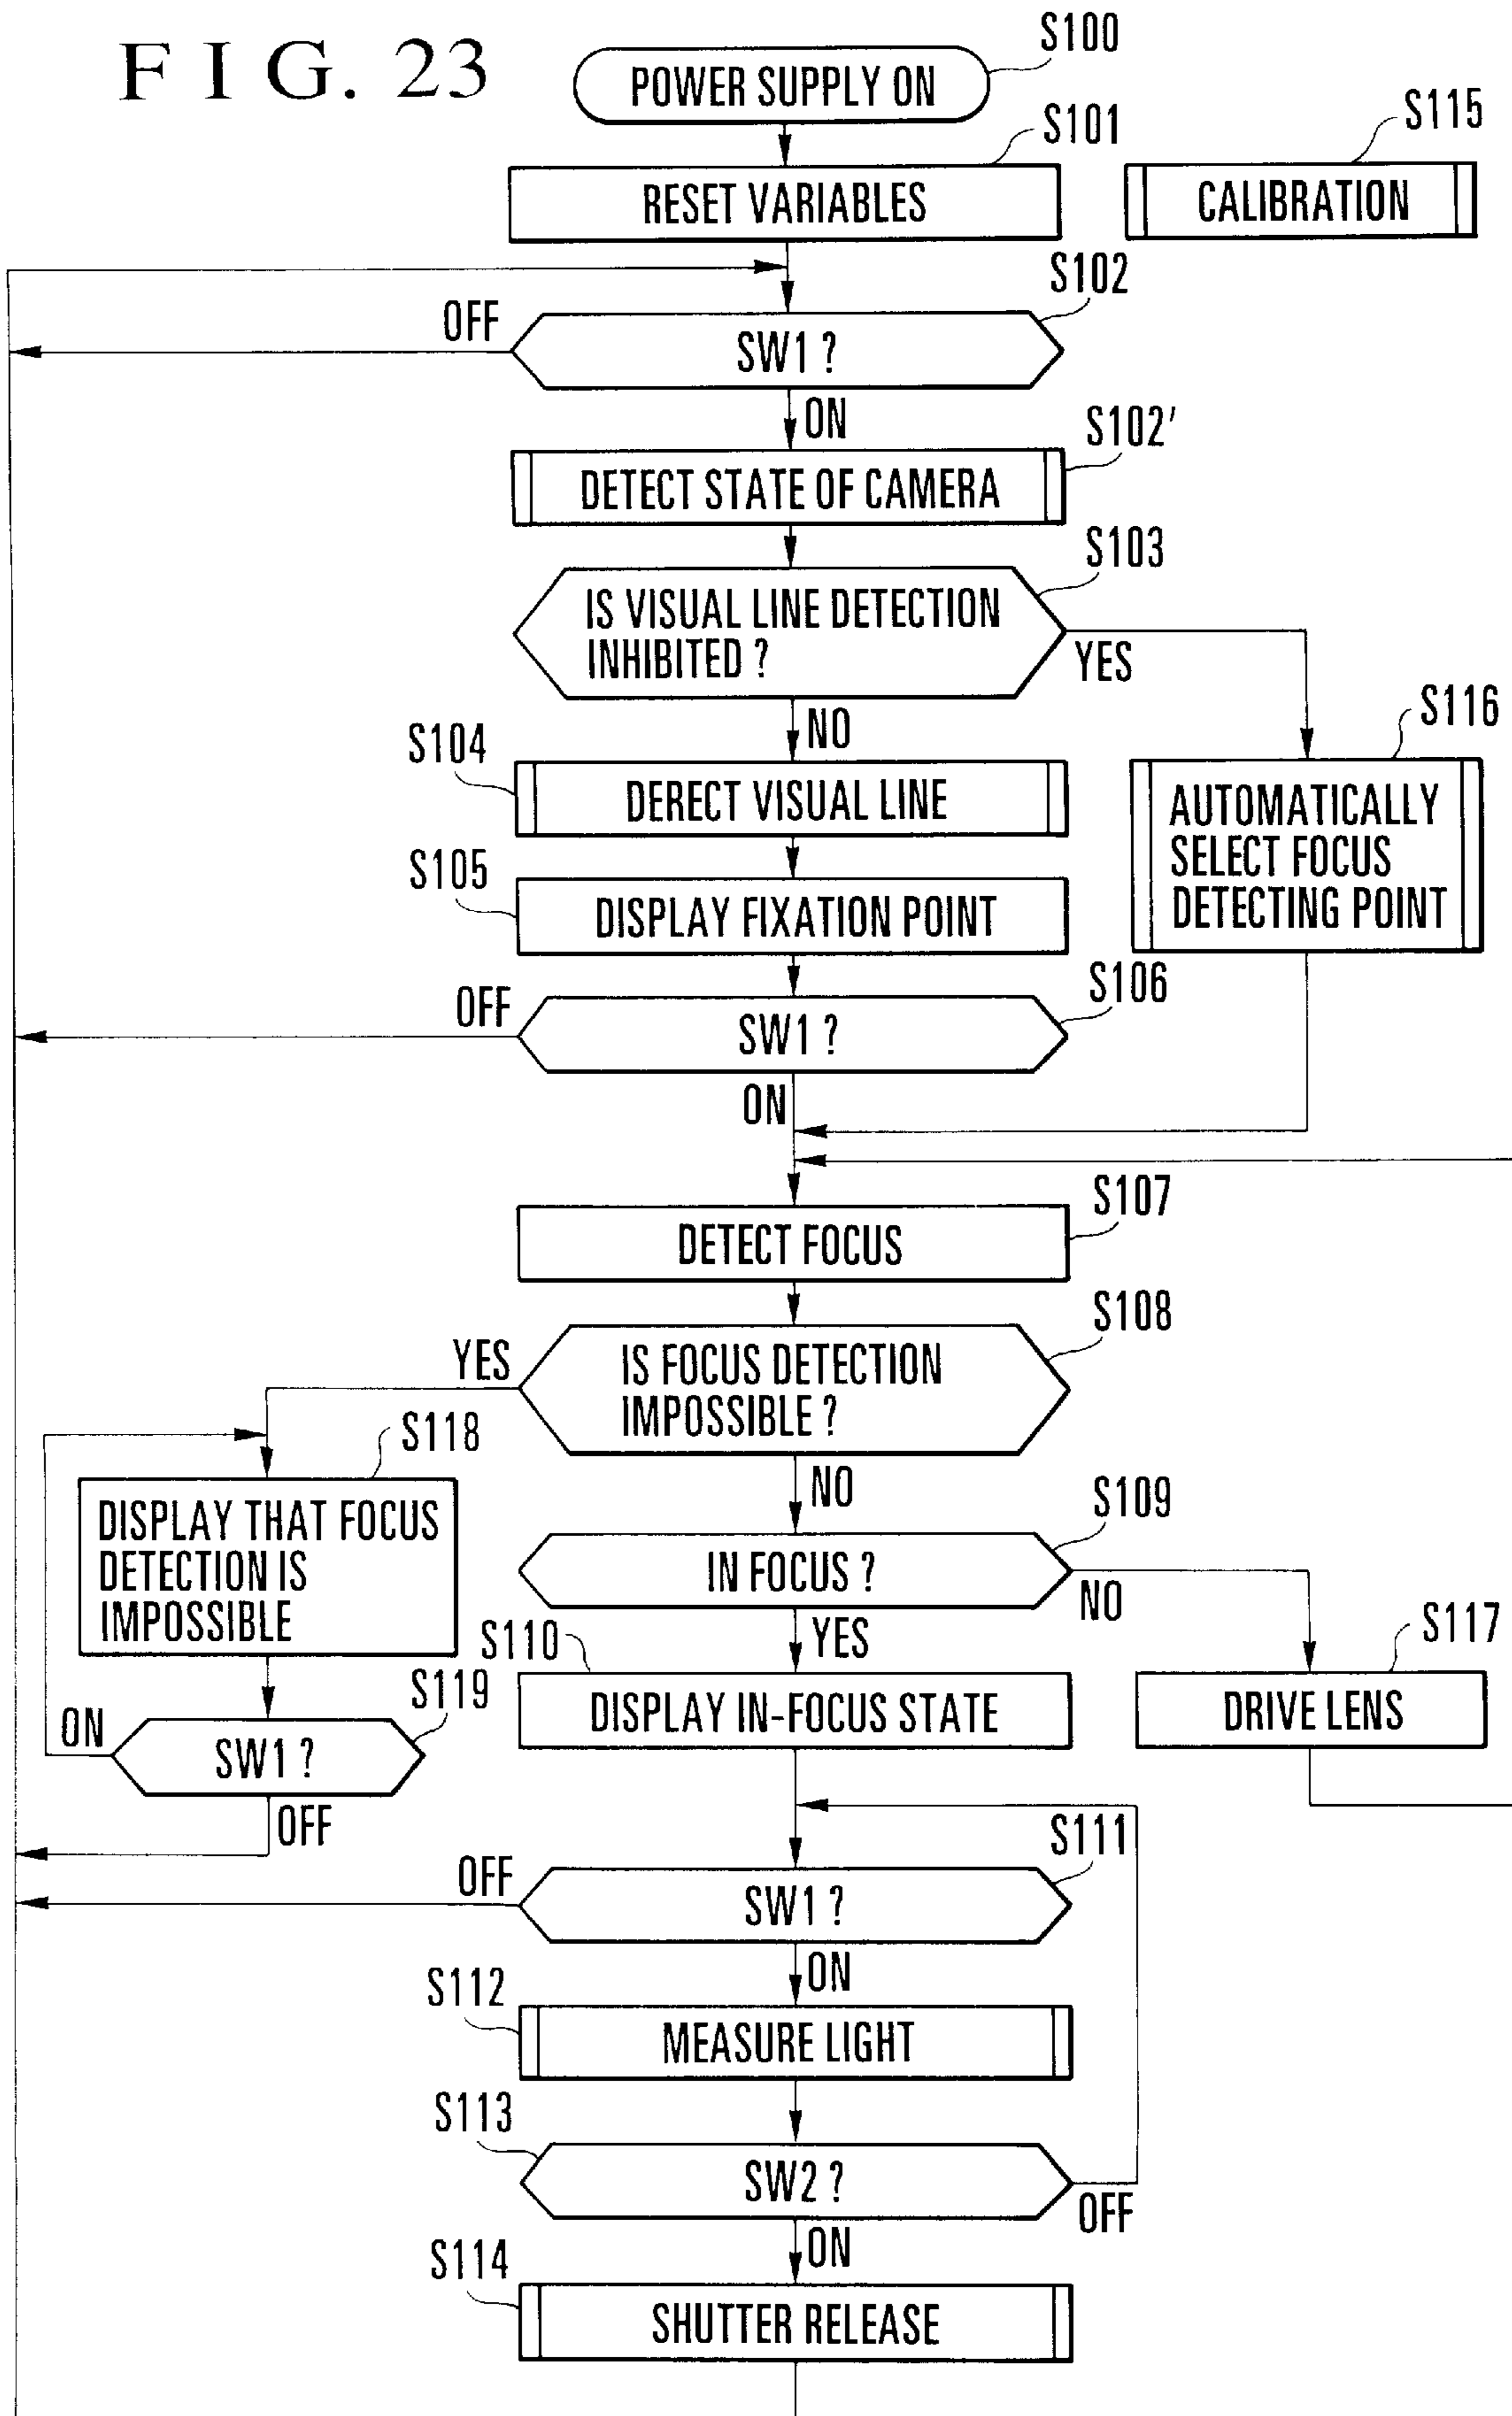 FIG. 23
S100
POWER SUPPLY ON
S101
RESET VARIABLES
S115
CALIBRATION
S102
OFF
SW1 ?
ON
S102'
DETECT STATE OF CAMERA
S103
IS VISUAL LINE DETECTION
INHIBITED ?
YES
NO
S104
DERECT VISUAL LINE
S116
AUTOMATICALLY
SELECT FOCUS
DETECTING POINT
S105
DISPLAY FIXATION POINT
S106
OFF
SW1 ?
ON
S107
DETECT FOCUS
S108
YES
IS FOCUS DETECTION
IMPOSSIBLE ?
NO
S118
DISPLAY THAT FOCUS
DETECTION IS
IMPOSSIBLE
S109
IN FOCUS ?
NO
YES
S110
DISPLAY IN-FOCUS STATE
S117
DRIVE LENS
S119
ON
SW1 ?
OFF
S111
OFF
SW1 ?
ON
S112
MEASURE LIGHT
S113
SW2 ?
OFF
ON
S114
SHUTTER RELEASE